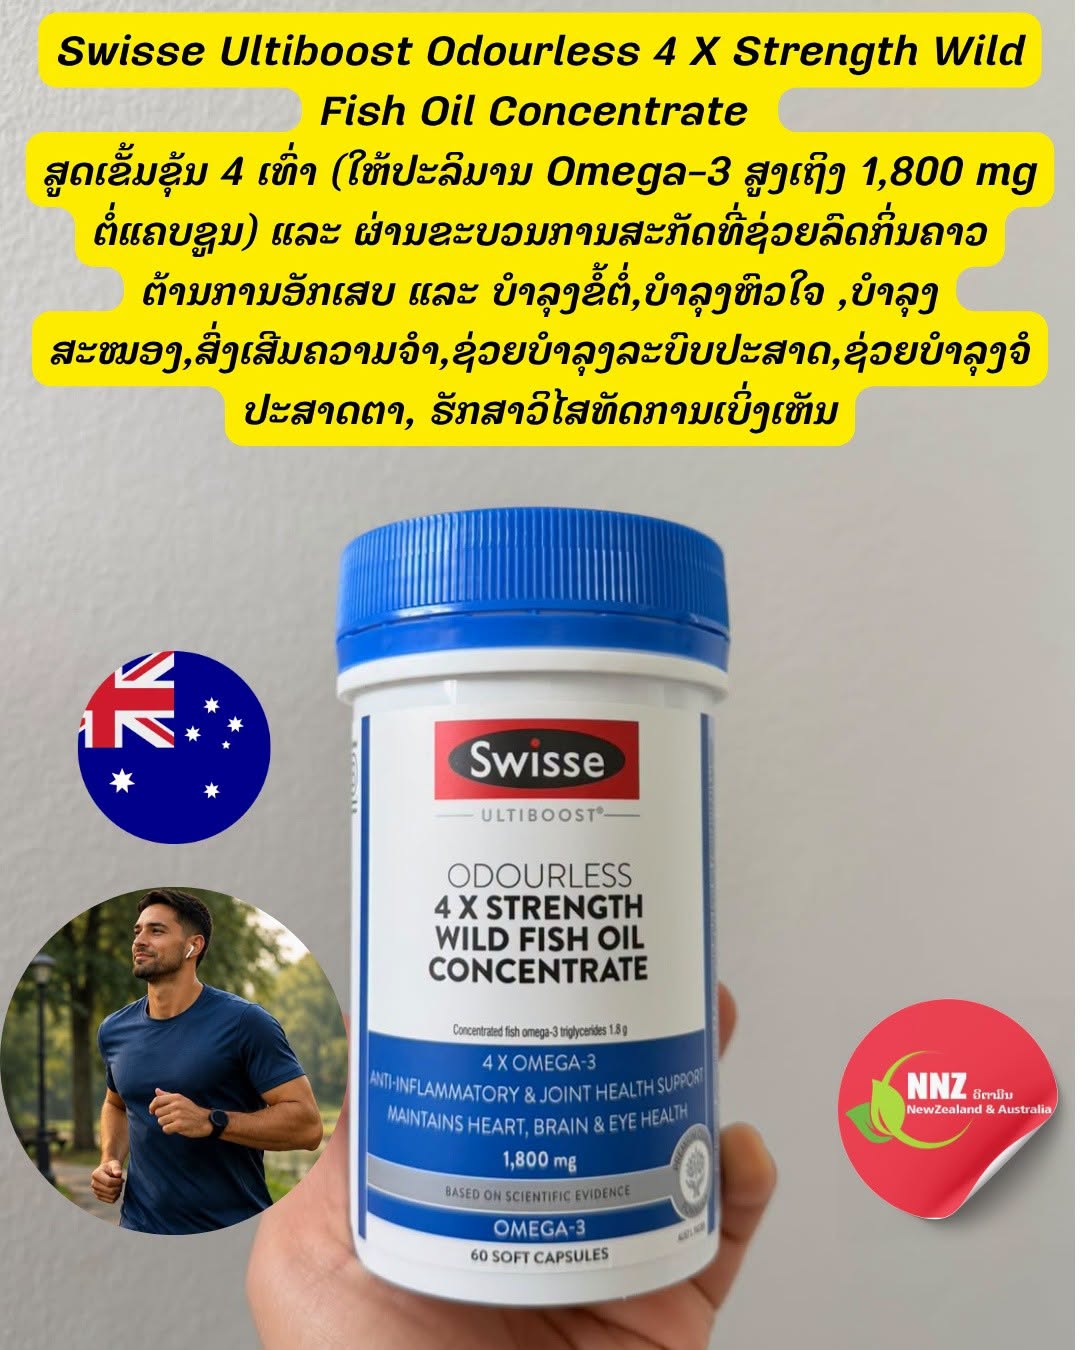 Swisse Ultiboost Odourless 4 X Strength Wild
Fish Oil Concentrate
ສູດເຂັ້ມຂຸ້ນ 4 ເທົ່າ (ໃຫ້ປະລິມານ Omega-3 ສູງເຖິງ 1,800 mg
ຕໍ່ແຄບຊູນ) ແລະ ຜ່ານຂະບວນການສະກັດທີ່ຊ່ວຍລົດກິ່ນຄາວ
ຕ້ານການອັກເສບ ແລະ ບໍາລຸງຂໍ້ຕໍ່,ບໍາລຸງຫົວໃຈ ,ບໍາລຸງ
ສະໝອງ,ສົ່ງເສີມຄວາມຈໍາ,ຊ່ວຍບໍາລຸງລະບົບປະສາດ,ຊ່ວຍບໍາລຸງຈໍ
ປະສາດຕາ, ຮັກສາວິໄສທັດການເບິ່ງເຫັນ
Swisse
ULTIBOOST®
ODOURLESS
4 X STRENGTH
WILD FISH OIL
CONCENTRATE
Concentrated fish omega-3 triglycerides 1.8 g
4 X OMEGA-3
ANTI-INFLAMMATORY & JOINT HEALTH SUPPORT
MAINTAINS HEART, BRAIN & EYE HEALTH
1,800 mg
BASED ON SCIENTIFIC EVIDENCE
OMEGA-3
60 SOFT CAPSULES
NNZ ວິຕາມິນ
NewZealand & Australia